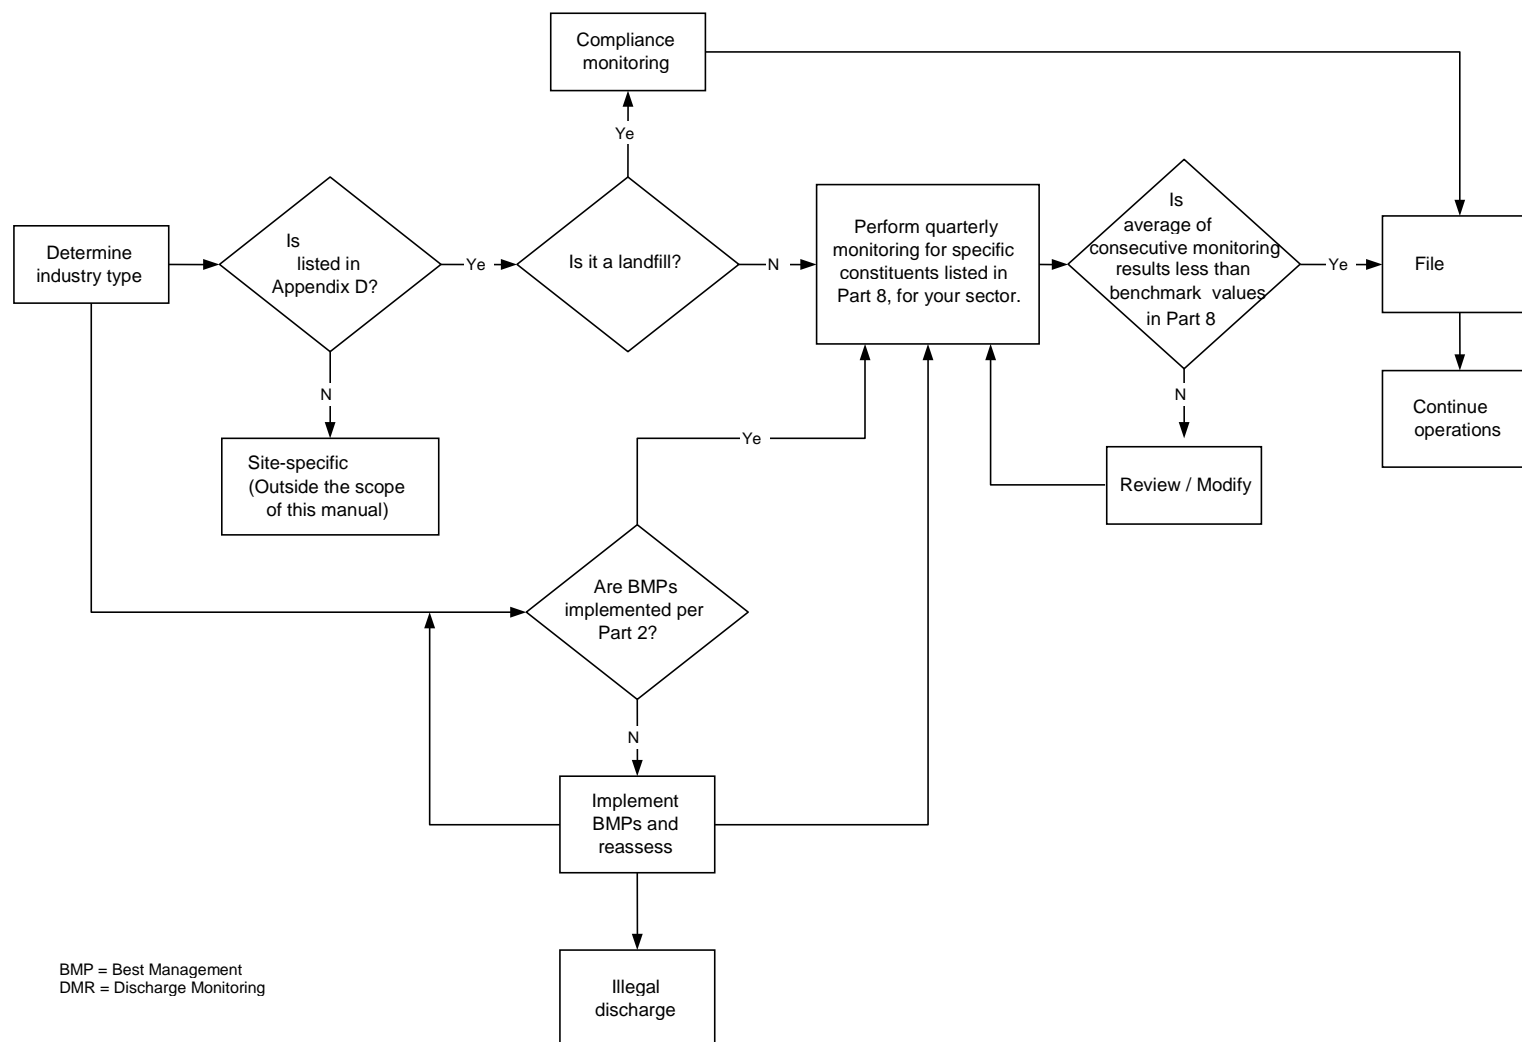 Compliance
monitoring
Ye
Determine
industry type
Is
listed in
Appendix D?
Ye
Is it a landfill?
N
Perform quarterly
monitoring for specific
constituents listed in
Part 8, for your sector.
Is
average of
consecutive monitoring
results less than
benchmark values
in Part 8
Ye
File
N
Site-specific
(Outside the scope
of this manual)
Ye
N
Review / Modify
Continue
operations
Are BMPs
implemented per
Part 2?
N
Implement
BMPs and
reassess
Illegal
discharge
BMP = Best Management
DMR = Discharge Monitoring